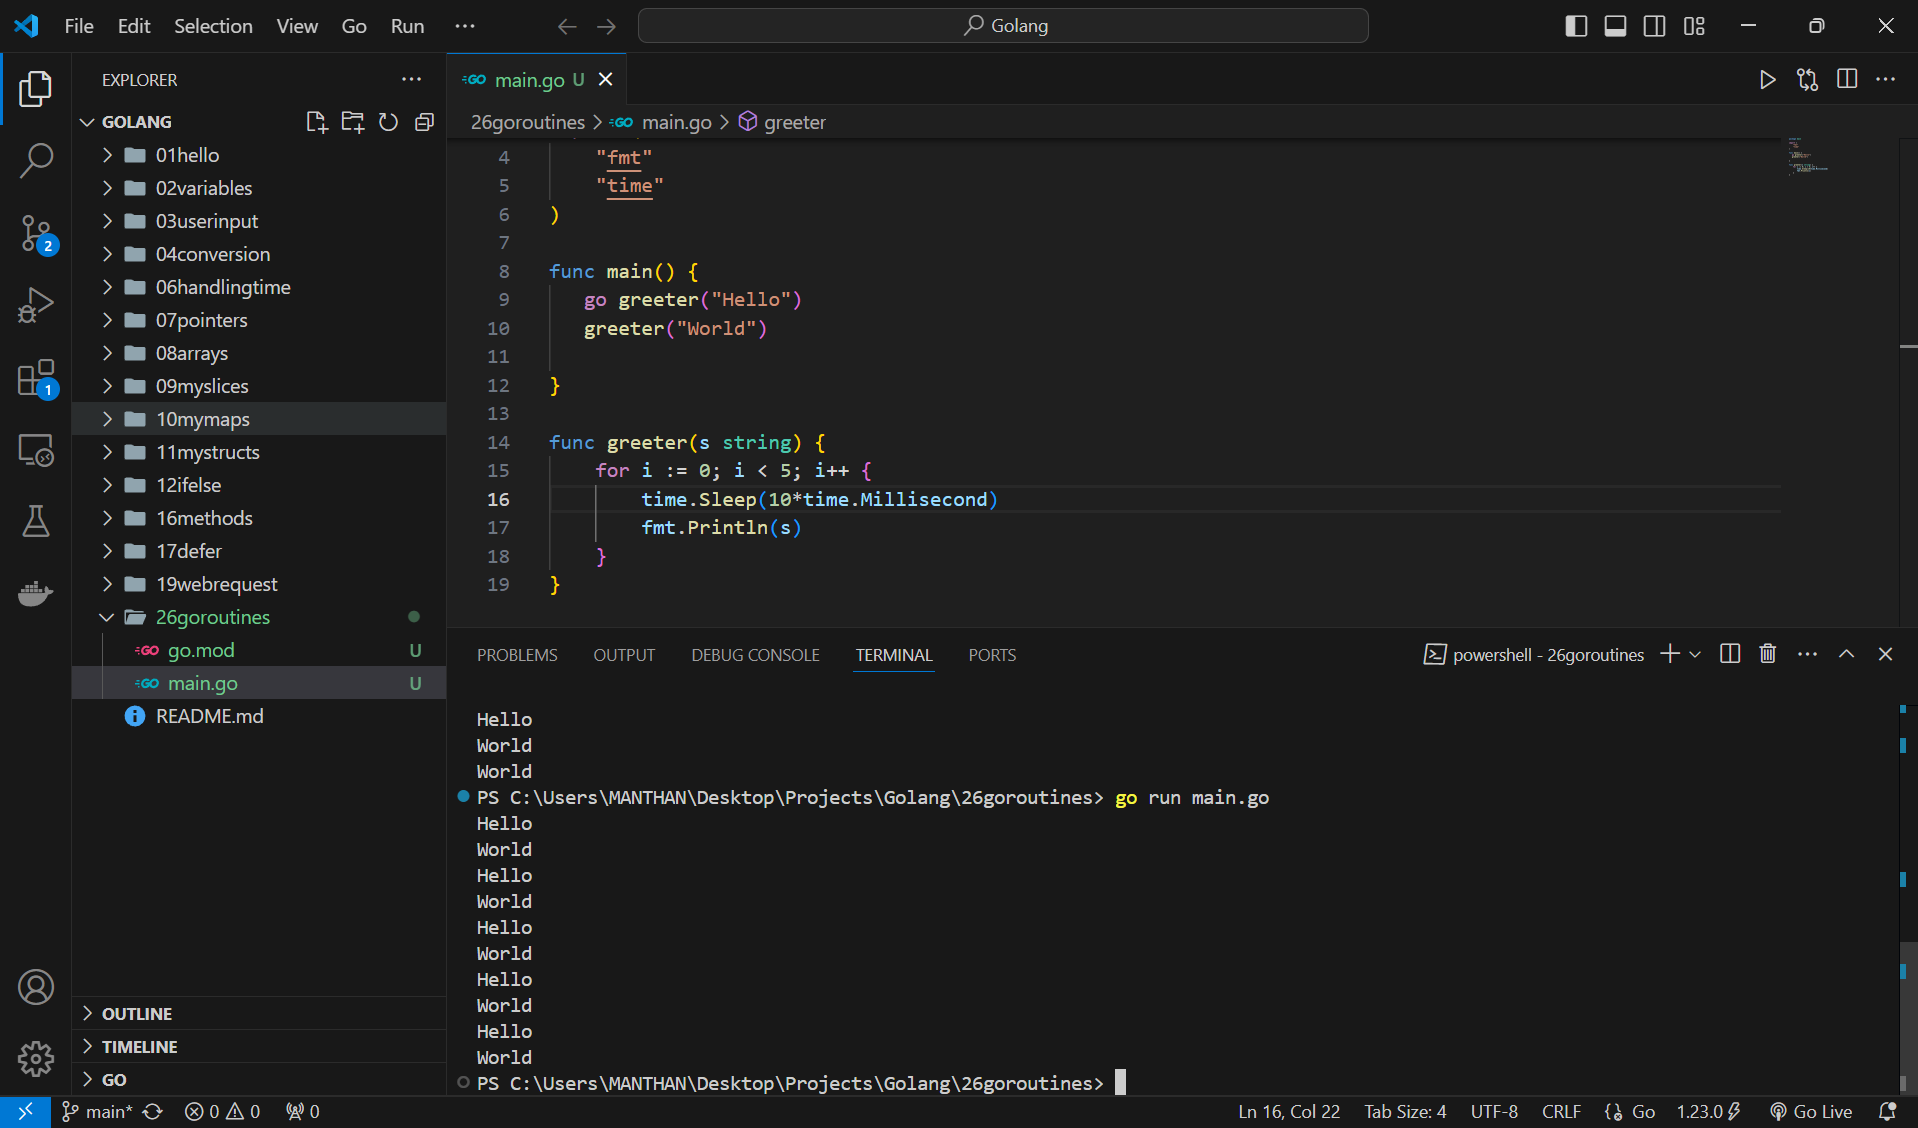 File Edit Selection View Go Run ··· Golang
EXPLORER
GOLANG
01hello
02variables
03userinput
04conversion
06handlingtime
07pointers
08arrays
09myslices
10mymaps
11mystructs
12ifelse
16methods
17defer
19webrequest
26goroutines
go.mod U
main.go U
README.md
OUTLINE
TIMELINE
GO
2
1
main.go U
26goroutines > main.go > greeter
4 "fmt"
5 "time"
6 )
7
8 func main() {
9 go greeter("Hello")
10 greeter("World")
11
12 }
13
14 func greeter(s string) {
15 for i := 0; i < 5; i++ {
16 time.Sleep(10*time.Millisecond)
17 fmt.Println(s)
18 }
19 }
PROBLEMS OUTPUT DEBUG CONSOLE TERMINAL PORTS powershell - 26goroutines
Hello
World
World
PS C:\Users\MANTHAN\Desktop\Projects\Golang\26goroutines> go run main.go
Hello
World
Hello
World
Hello
World
Hello
World
Hello
World
PS C:\Users\MANTHAN\Desktop\Projects\Golang\26goroutines>
main* 0 0 0 Ln 16, Col 22 Tab Size: 4 UTF-8 CRLF Go 1.23.0 Go Live